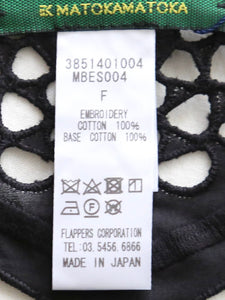 MATOKAMATOKA
3851401004
MBES004
F
EMBROIDERY
COTTON 100%
BASE COTTON 100%
FLAPPERS CORPORATION
TEL:03.5456.6866
MADE IN JAPAN